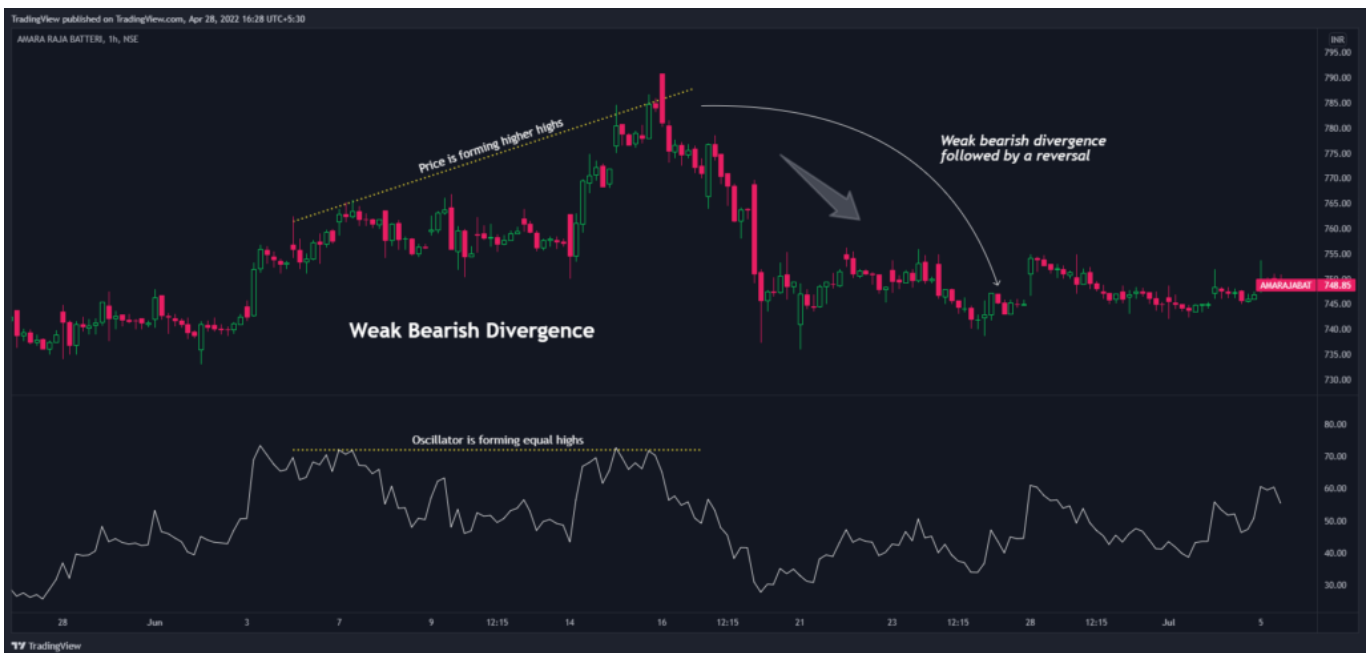 TradingView published on TradingView.com, Apr 28, 2022 16:28 UTC+5:30
AMARA RAJA BATTERI, 1h, NSE
INR
795.00
790.00
785.00
780.00
775.00
770.00
765.00
760.00
755.00
750.00
AMARAJABAT 748.85
745.00
740.00
735.00
730.00
Price is forming higher highs
Weak bearish divergence
followed by a reversal
Weak Bearish Divergence
Oscillator is forming equal highs
80.00
70.00
60.00
50.00
40.00
30.00
28 Jun 3 7 9 12:15 14 16 12:15 21 23 12:15 28 12:15 Jul 5
TradingView